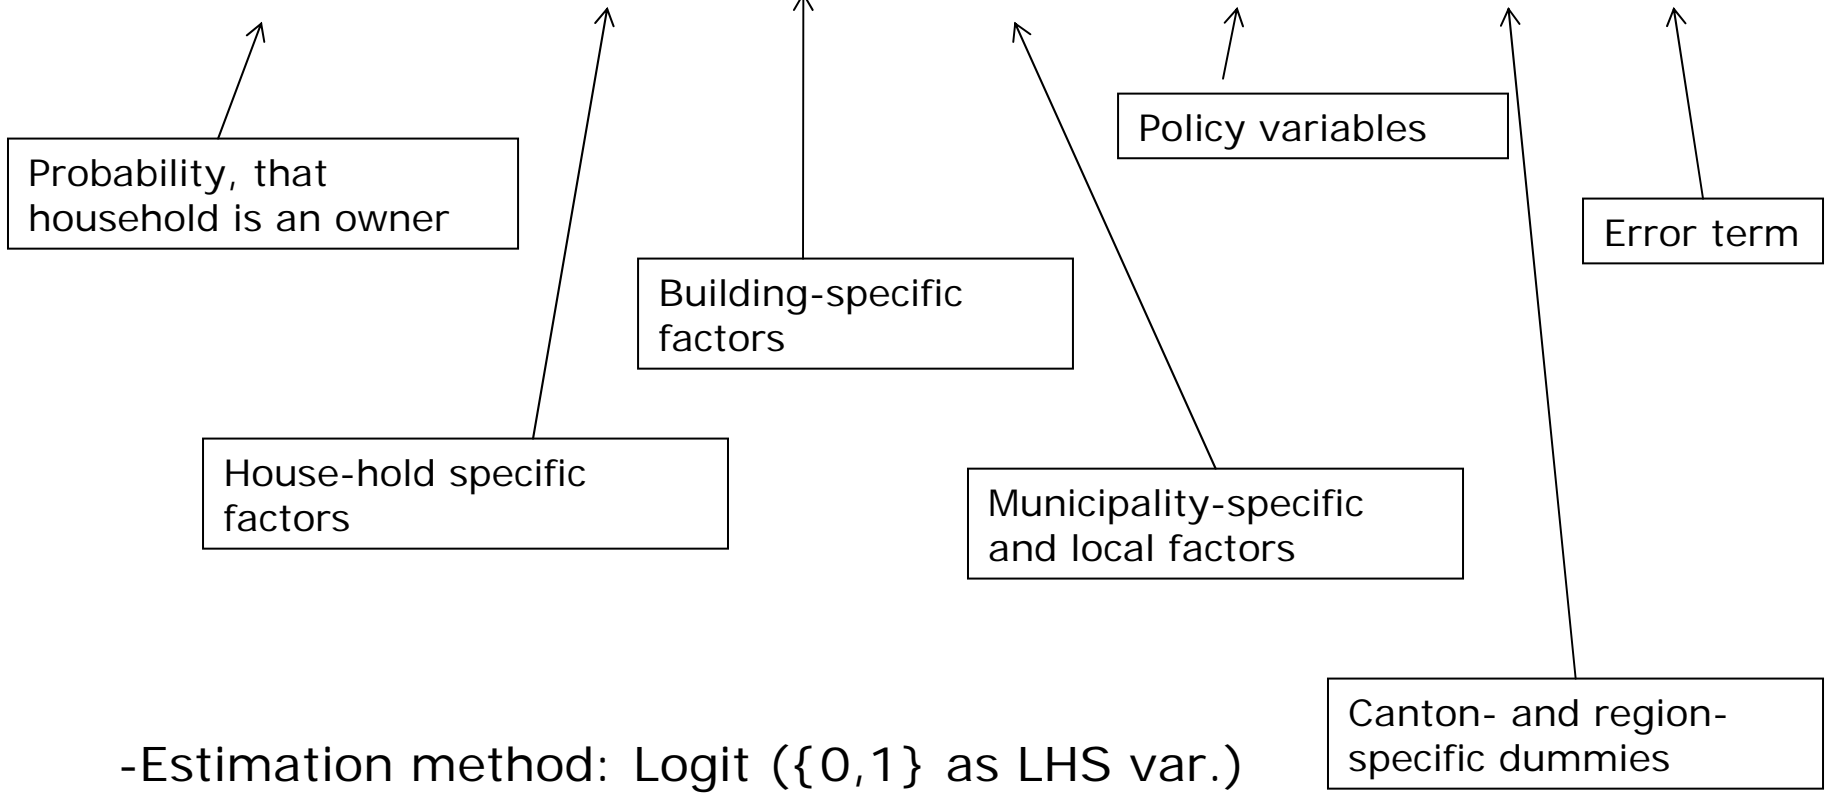 Policy variables
Probability, that
household is an owner
Error term
Building-specific
factors
House-hold specific
factors
Municipality-specific
and local factors
Canton- and region-
specific dummies
-Estimation method: Logit ({0,1} as LHS var.)